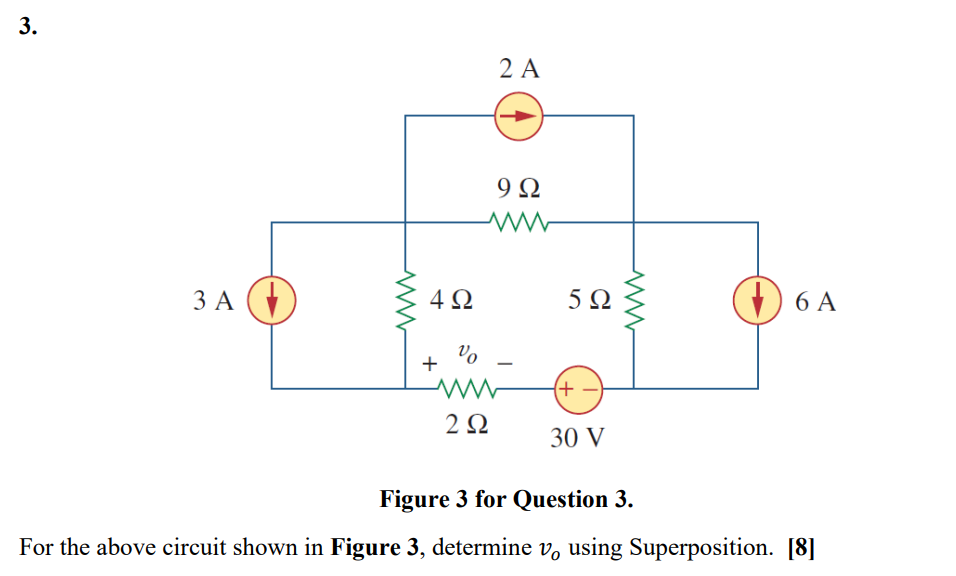 3.
2 A
9 Ω
3 A
4 Ω
5 Ω
6 A
+ vo −
2 Ω
+ −
30 V
Figure 3 for Question 3.
For the above circuit shown in Figure 3, determine vₒ using Superposition. [8]